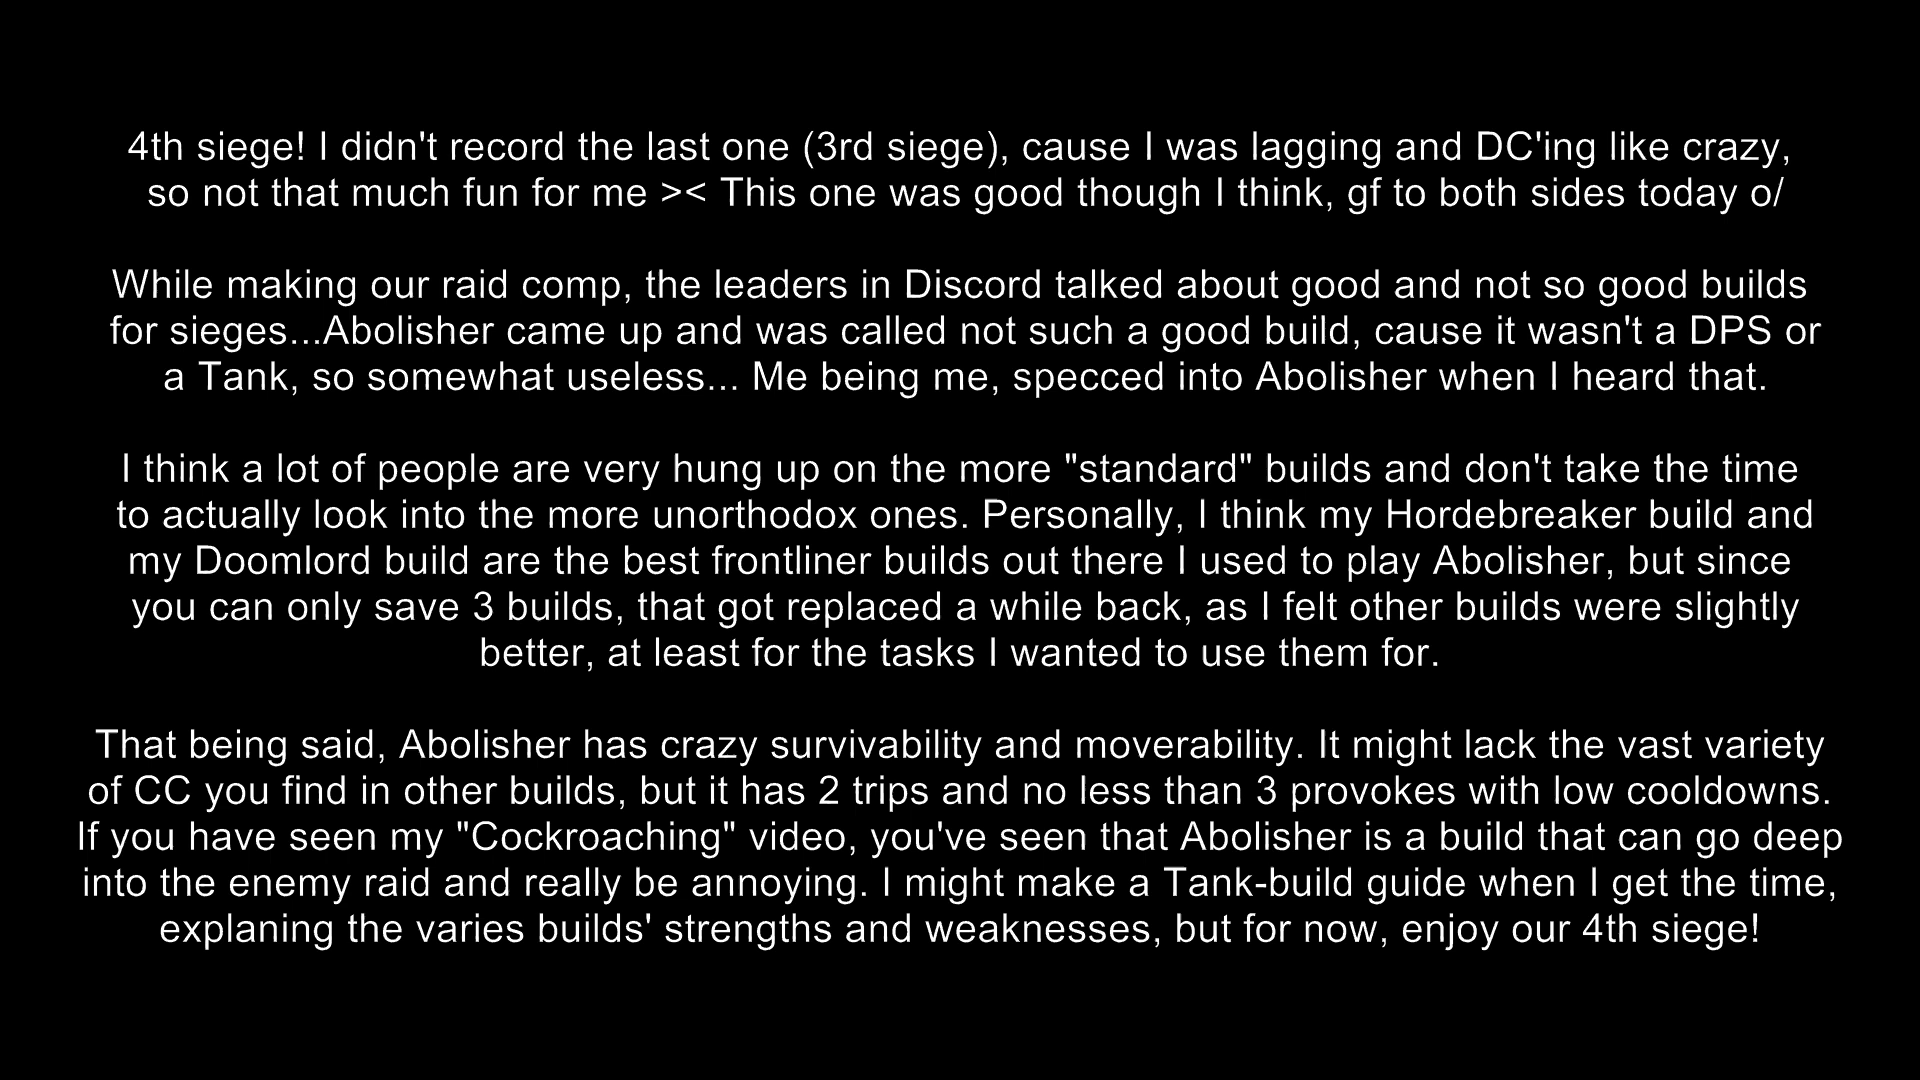 4th siege! I didn't record the last one (3rd siege), cause I was lagging and DC'ing like crazy,
so not that much fun for me >< This one was good though I think, gf to both sides today o/
While making our raid comp, the leaders in Discord talked about good and not so good builds
for sieges...Abolisher came up and was called not such a good build, cause it wasn't a DPS or
a Tank, so somewhat useless... Me being me, specced into Abolisher when I heard that.
I think a lot of people are very hung up on the more "standard" builds and don't take the time
to actually look into the more unorthodox ones. Personally, I think my Hordebreaker build and
my Doomlord build are the best frontliner builds out there I used to play Abolisher, but since
you can only save 3 builds, that got replaced a while back, as I felt other builds were slightly
better, at least for the tasks I wanted to use them for.
That being said, Abolisher has crazy survivability and moverability. It might lack the vast variety
of CC you find in other builds, but it has 2 trips and no less than 3 provokes with low cooldowns.
If you have seen my "Cockroaching" video, you've seen that Abolisher is a build that can go deep
into the enemy raid and really be annoying. I might make a Tank-build guide when I get the time,
explaning the varies builds' strengths and weaknesses, but for now, enjoy our 4th siege!